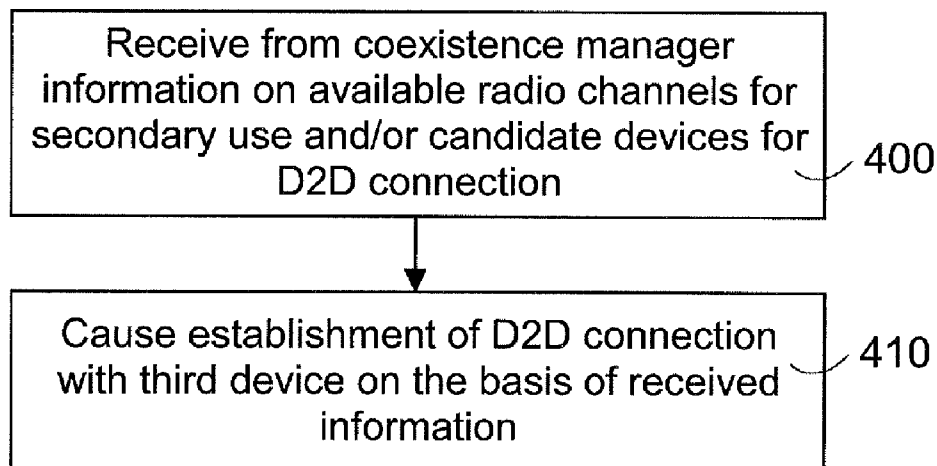 Receive from coexistence manager
information on available radio channels for
secondary use and/or candidate devices for
D2D connection
400
Cause establishment of D2D connection
with third device on the basis of received
information
410